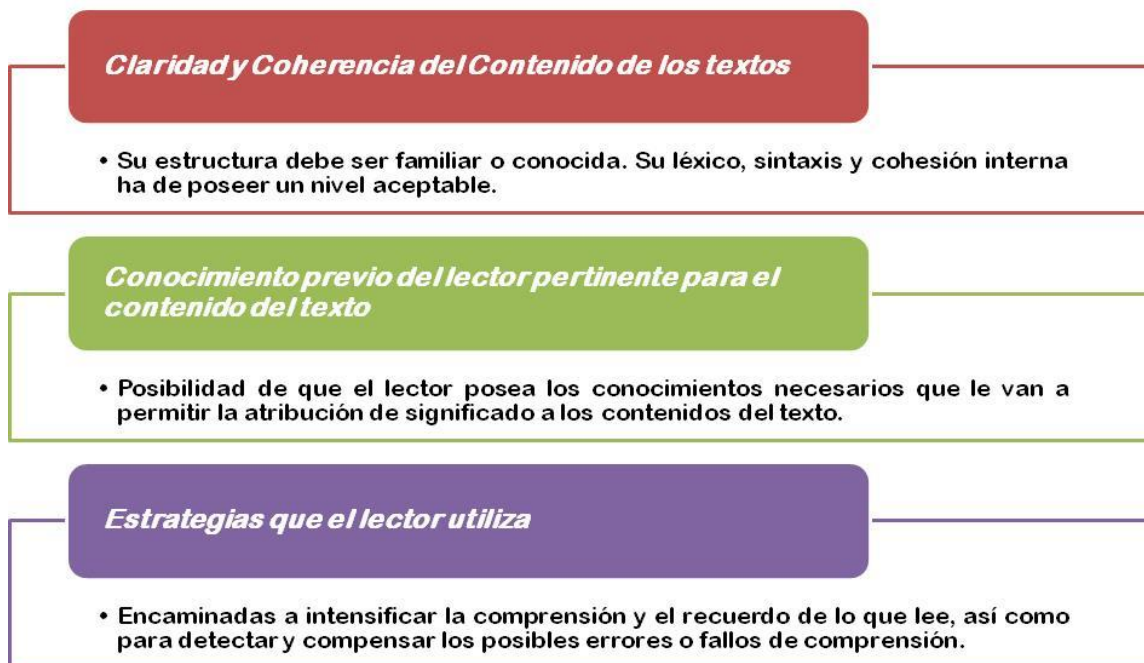 Claridad y Coherencia del Contenido de los textos
• Su estructura debe ser familiar o conocida. Su léxico, sintaxis y cohesión interna
ha de poseer un nivel aceptable.
Conocimiento previo del lector pertinente para el
contenido del texto
• Posibilidad de que el lector posea los conocimientos necesarios que le van a
permitir la atribución de significado a los contenidos del texto.
Estrategias que el lector utiliza
• Encaminadas a intensificar la comprensión y el recuerdo de lo que lee, así como
para detectar y compensar los posibles errores o fallos de comprensión.